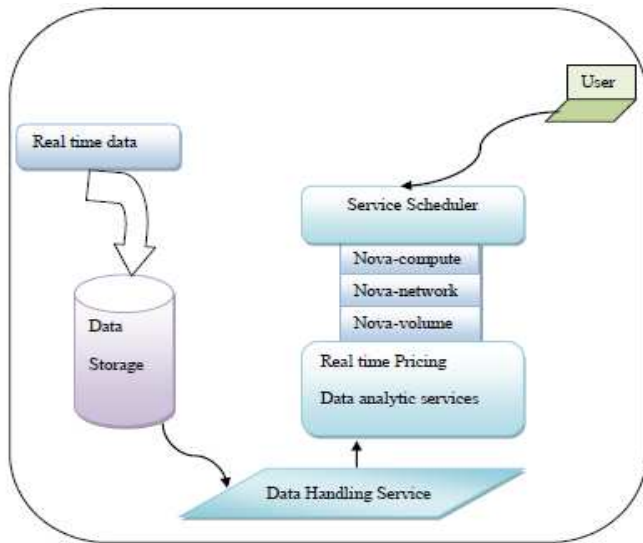 User
Real time data
Service Scheduler
Nova-compute
Nova-network
Nova-volume
Data
Storage
Real time Pricing
Data analytic services
Data Handling Service